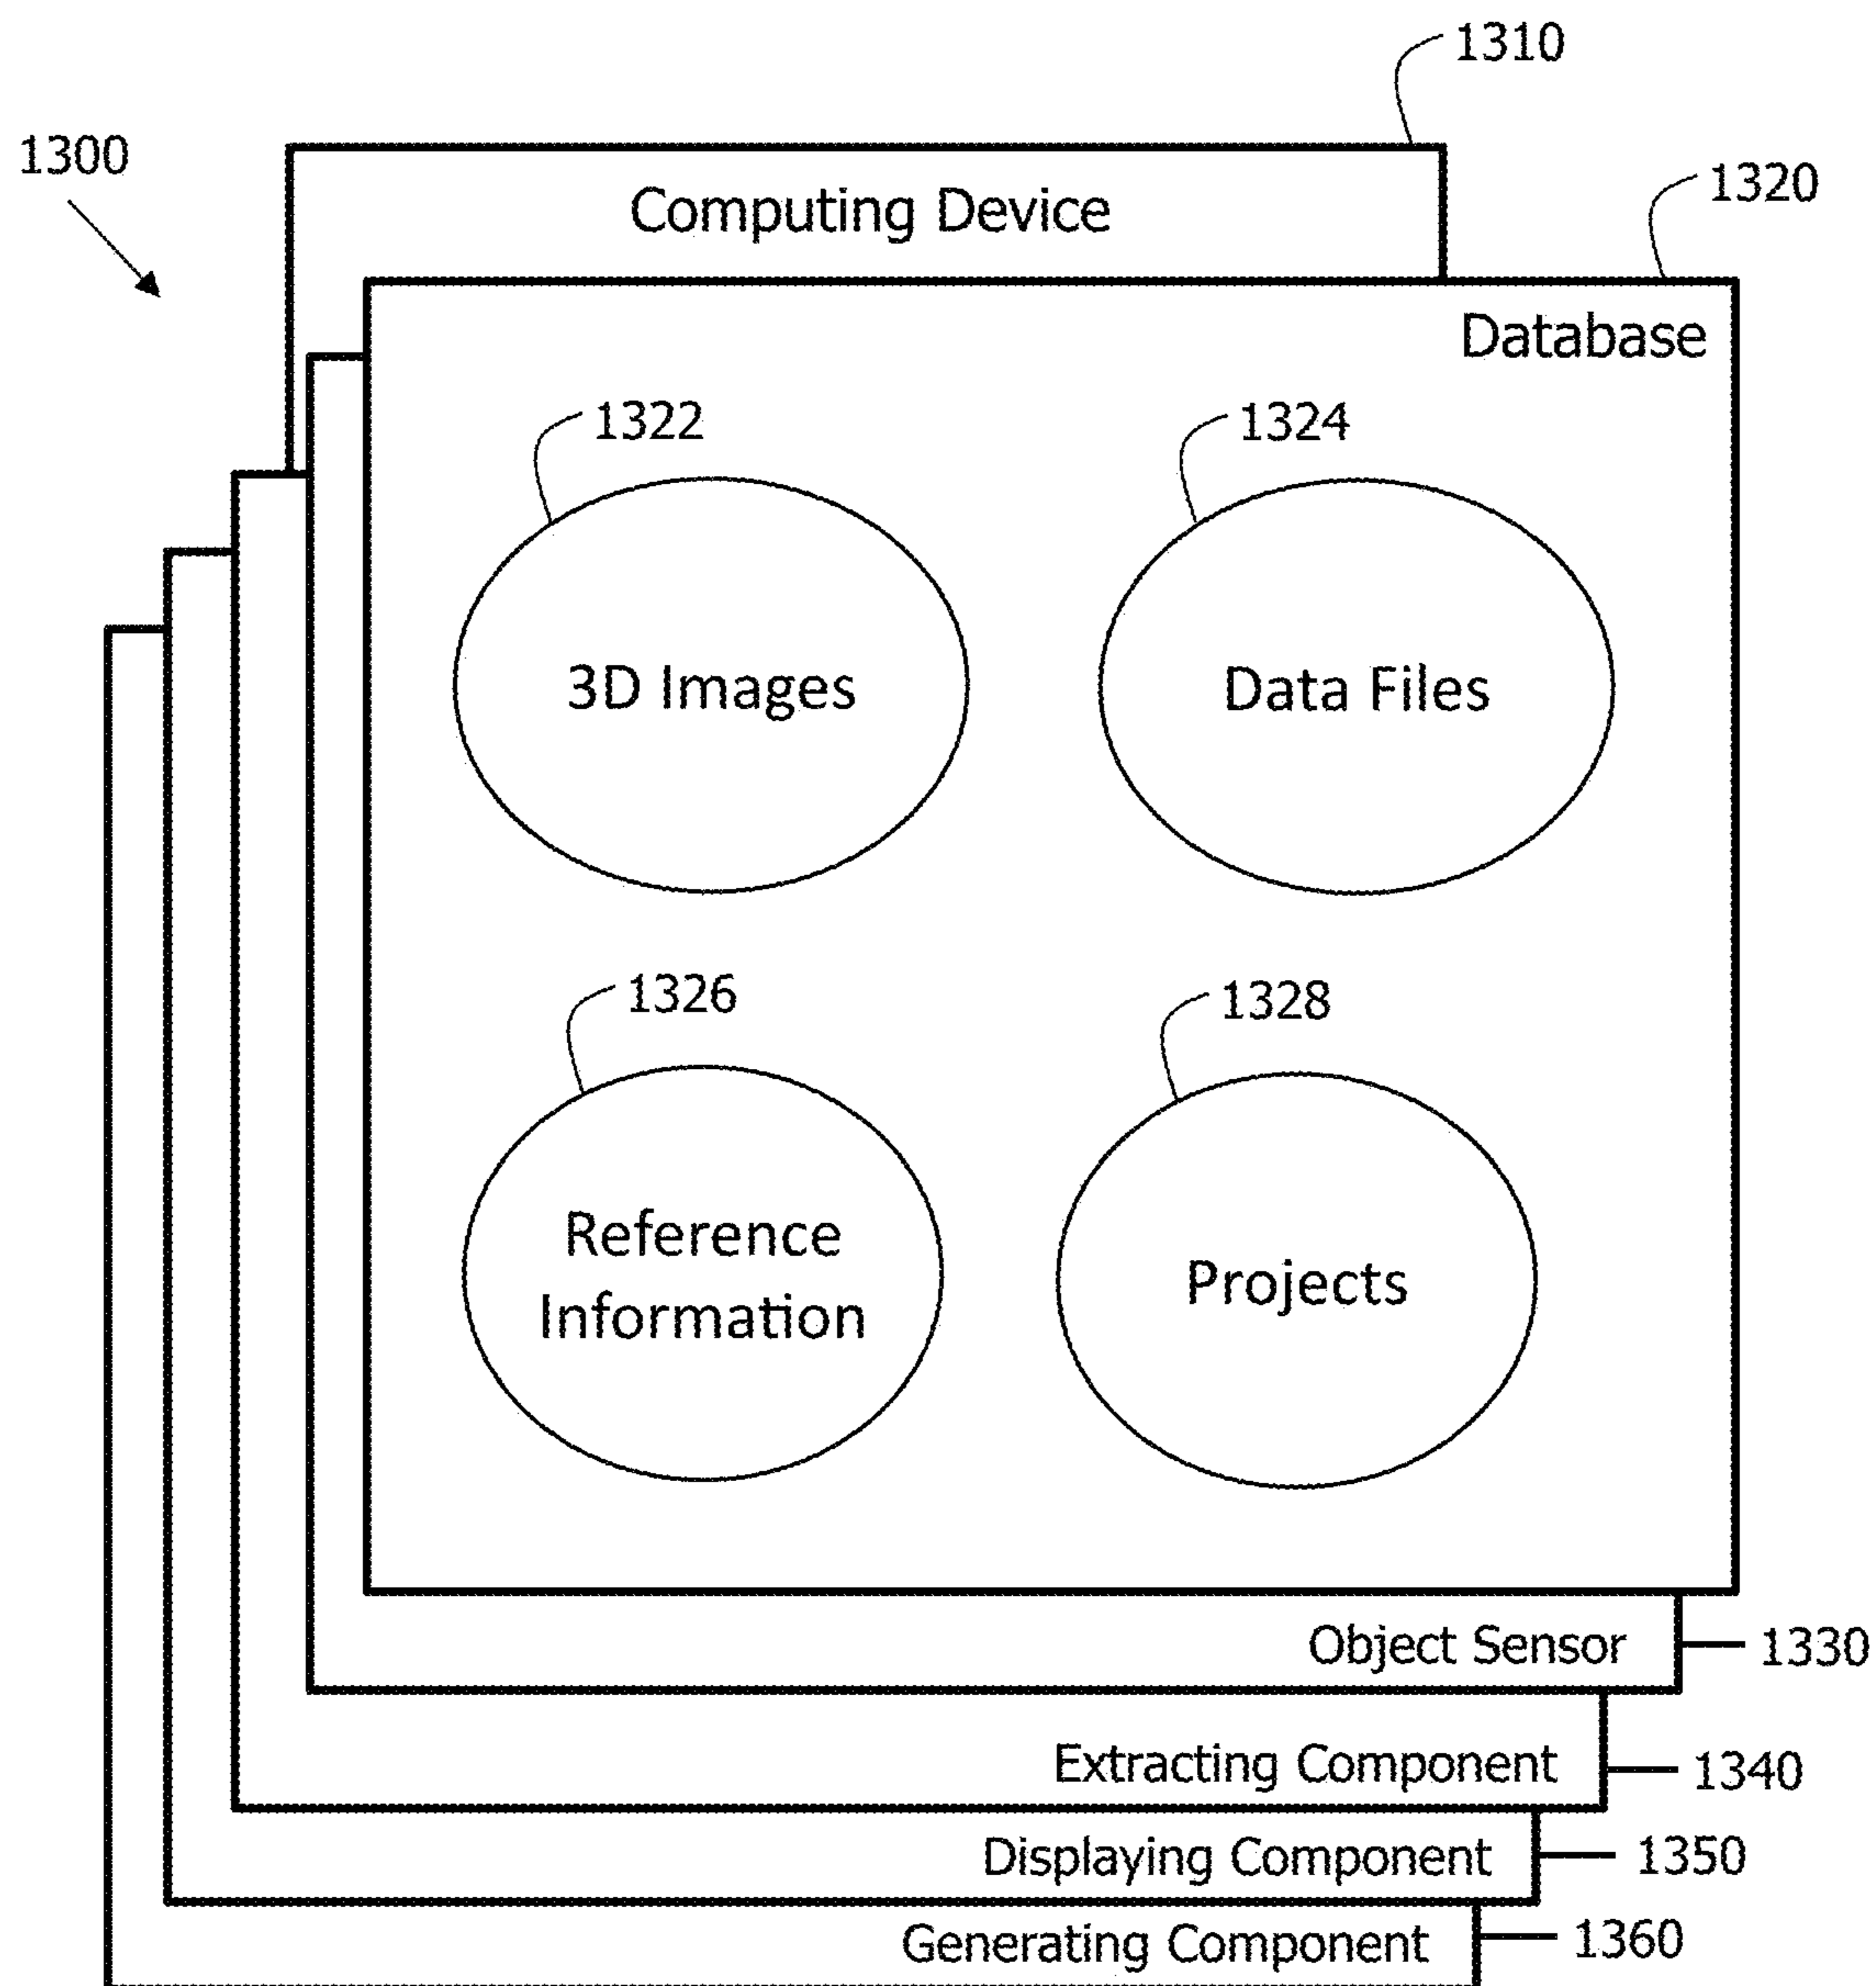 1310
1300
Computing Device
1320
Database
1322
1324
3D Images
Data Files
1326
1328
Reference
Information
Projects
Object Sensor
1330
Extracting Component
1340
Displaying Component
1350
Generating Component
1360